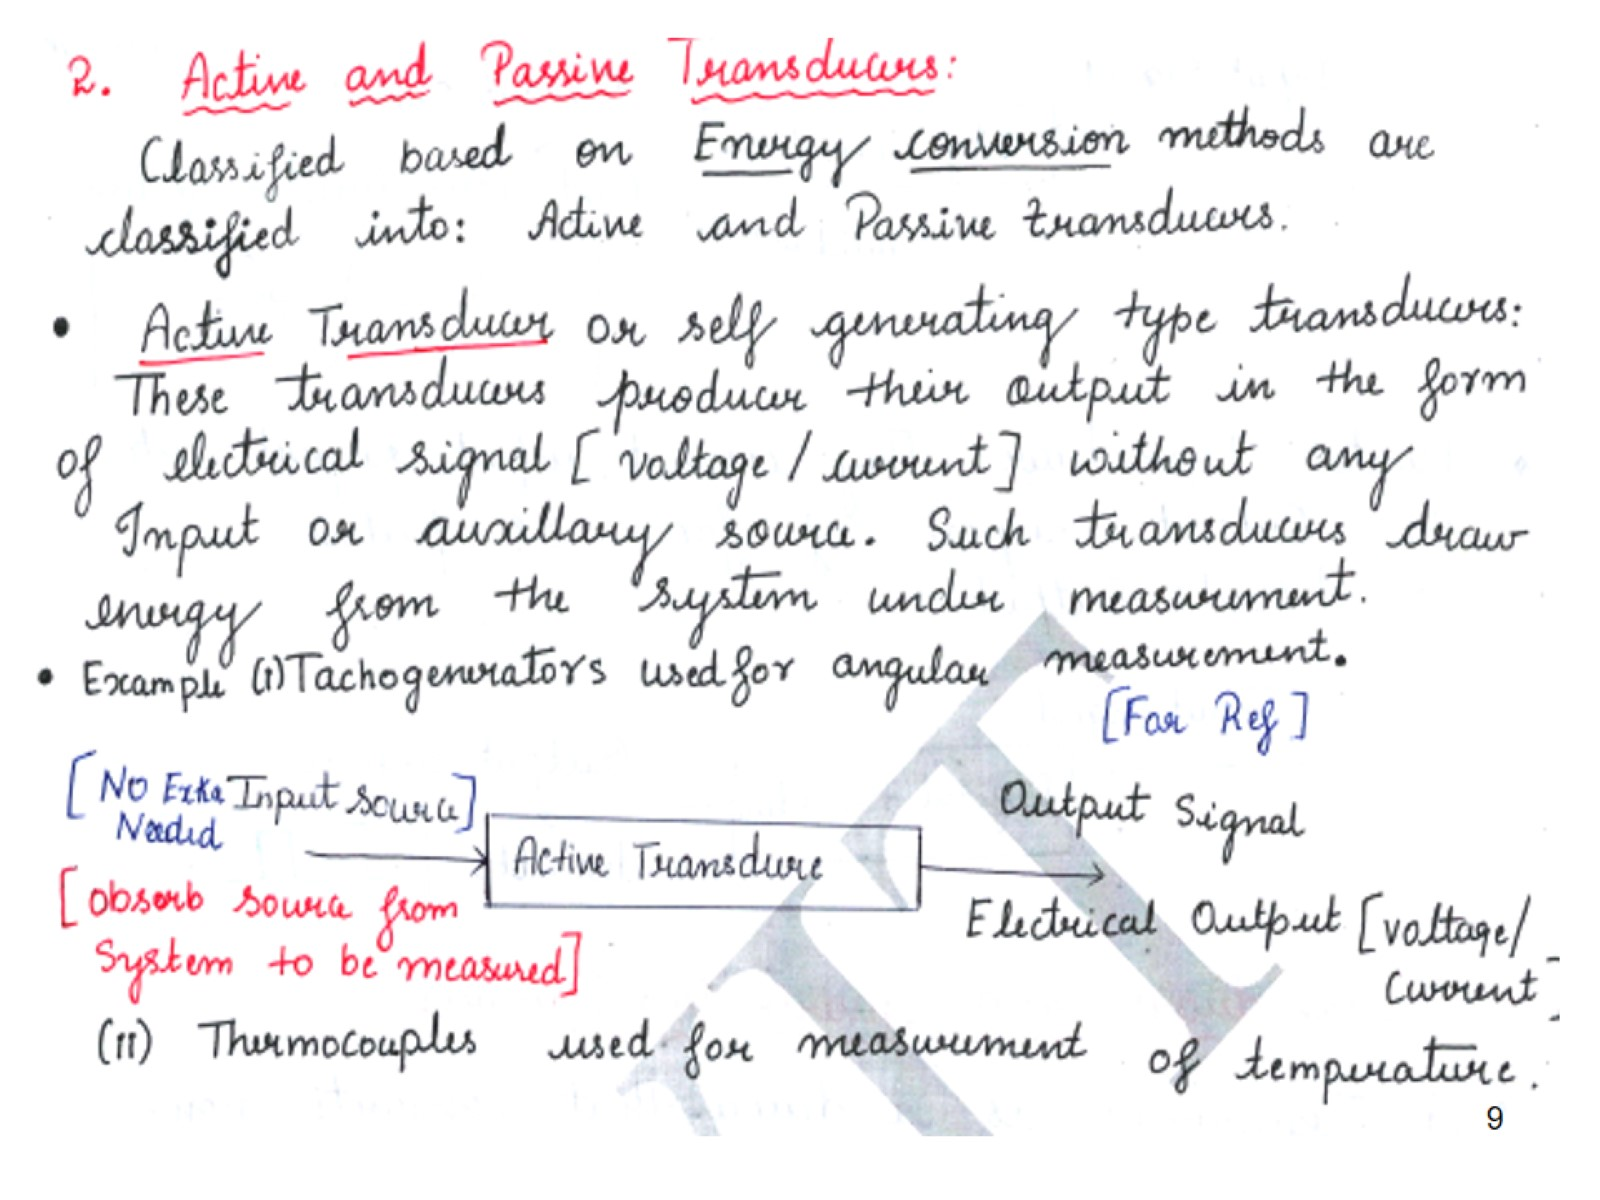 2. Active and Passive Transducers:
Classified based on Energy conversion methods are
classified into: Active and Passive transducers.
• Active Transducer or self generating type transducers:
These transducers producer their output in the form
of electrical signal [voltage / current] without any
Input or auxillary source. Such transducers draw
energy from the system under measurement.
• Example (i) Tachogenerators used for angular measurement.
[For Ref]
[No Extra Input source]
Needed
Output Signal
Active Transdure
[Obsorb source from
System to be measured]
Electrical Output [voltage/
Current
(ii) Thermocouples used for measurement of temperature.
9